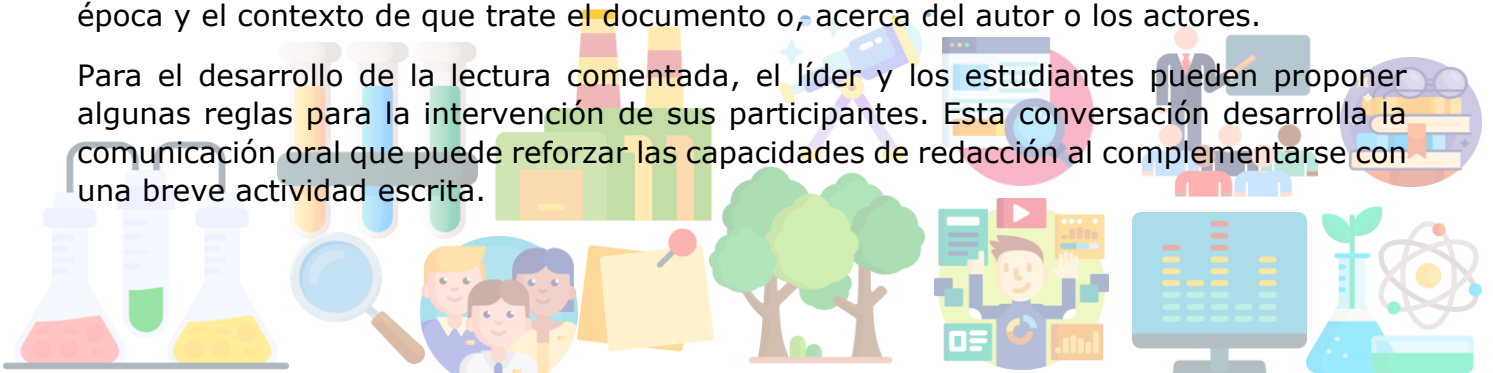 época y el contexto de que trate el documento o, acerca del autor o los actores.
Para el desarrollo de la lectura comentada, el líder y los estudiantes pueden proponer
algunas reglas para la intervención de sus participantes. Esta conversación desarrolla la
comunicación oral que puede reforzar las capacidades de redacción al complementarse con
una breve actividad escrita.